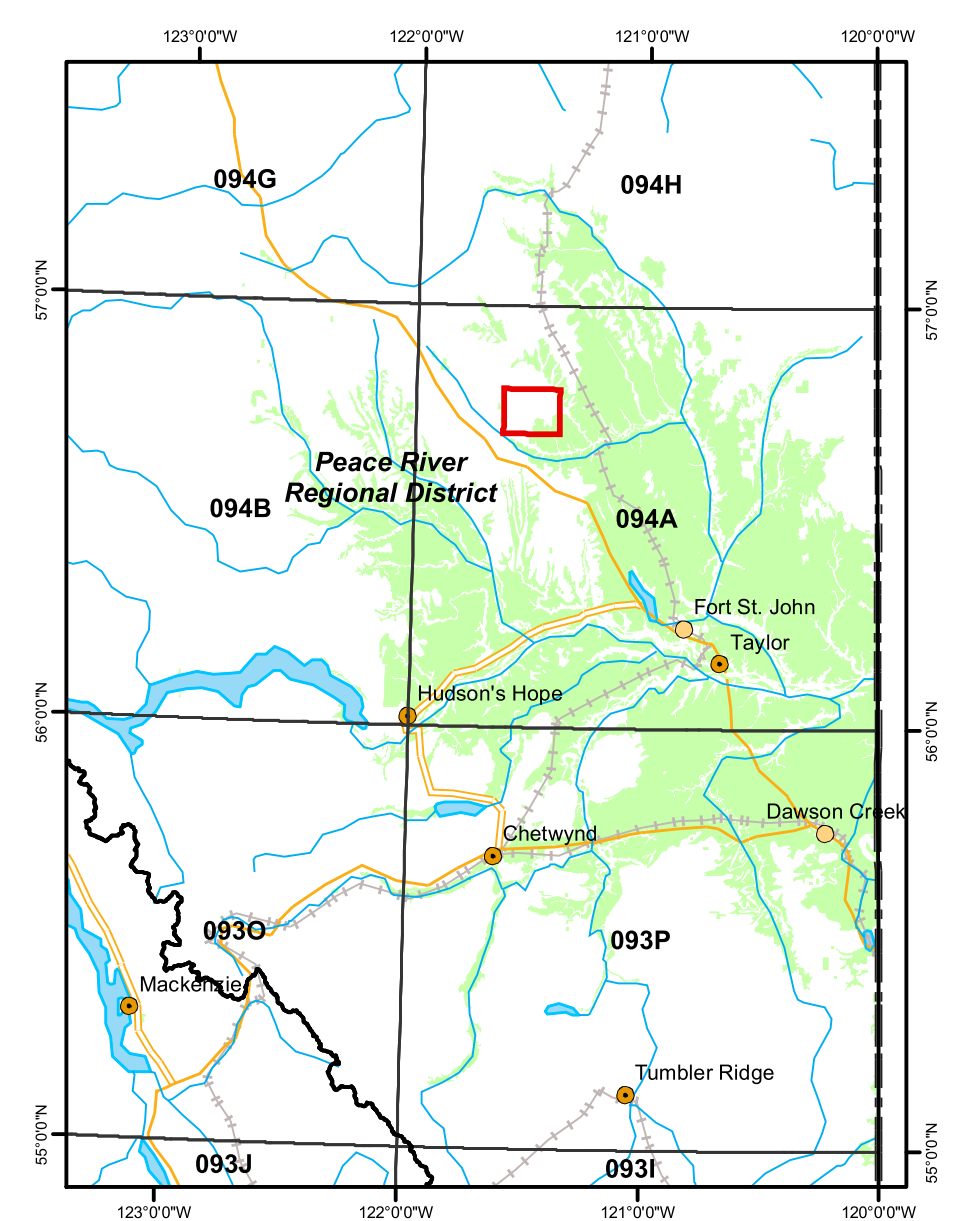 123°0'0"W
122°0'0"W
121°0'0"W
120°0'0"W
094G
094H
57°0'0"N
57°0'0"N
Peace River
Regional District
094B
094A
Fort St. John
Taylor
Hudson's Hope
56°0'0"N
56°0'0"N
Dawson Creek
Chetwynd
093O
093P
Mackenzie
Tumbler Ridge
55°0'0"N
55°0'0"N
093J
093I
123°0'0"W
122°0'0"W
121°0'0"W
120°0'0"W